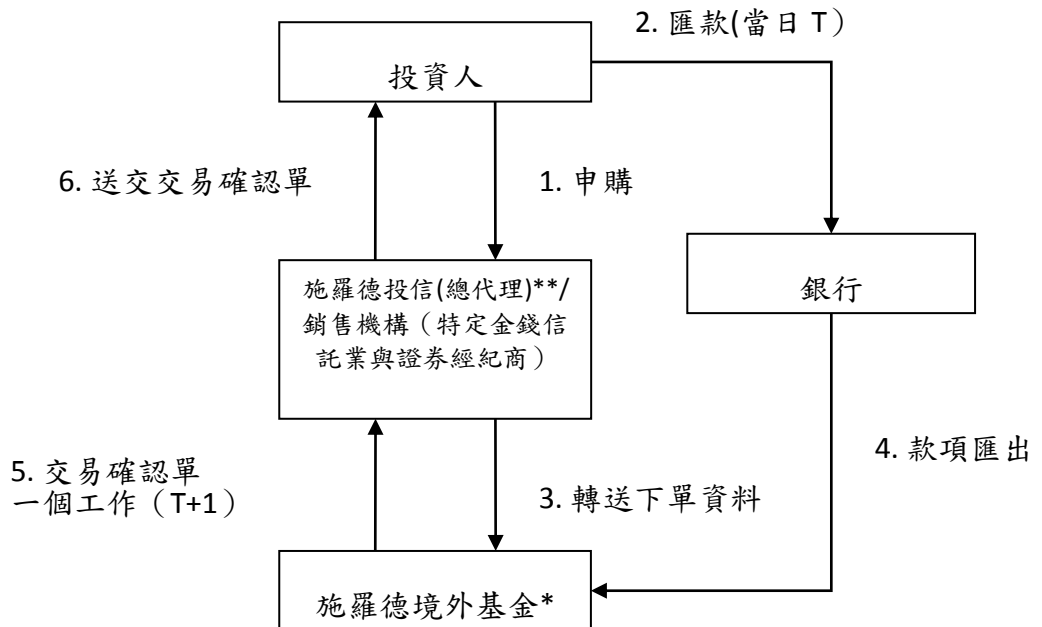 2. 匯款(當日 T）
投資人
6. 送交交易確認單
1. 申購
施羅德投信(總代理)**/
銷售機構（特定金錢信
託業與證券經紀商）
銀行
5. 交易確認單
一個工作（T+1）
3. 轉送下單資料
4. 款項匯出
施羅德境外基金*